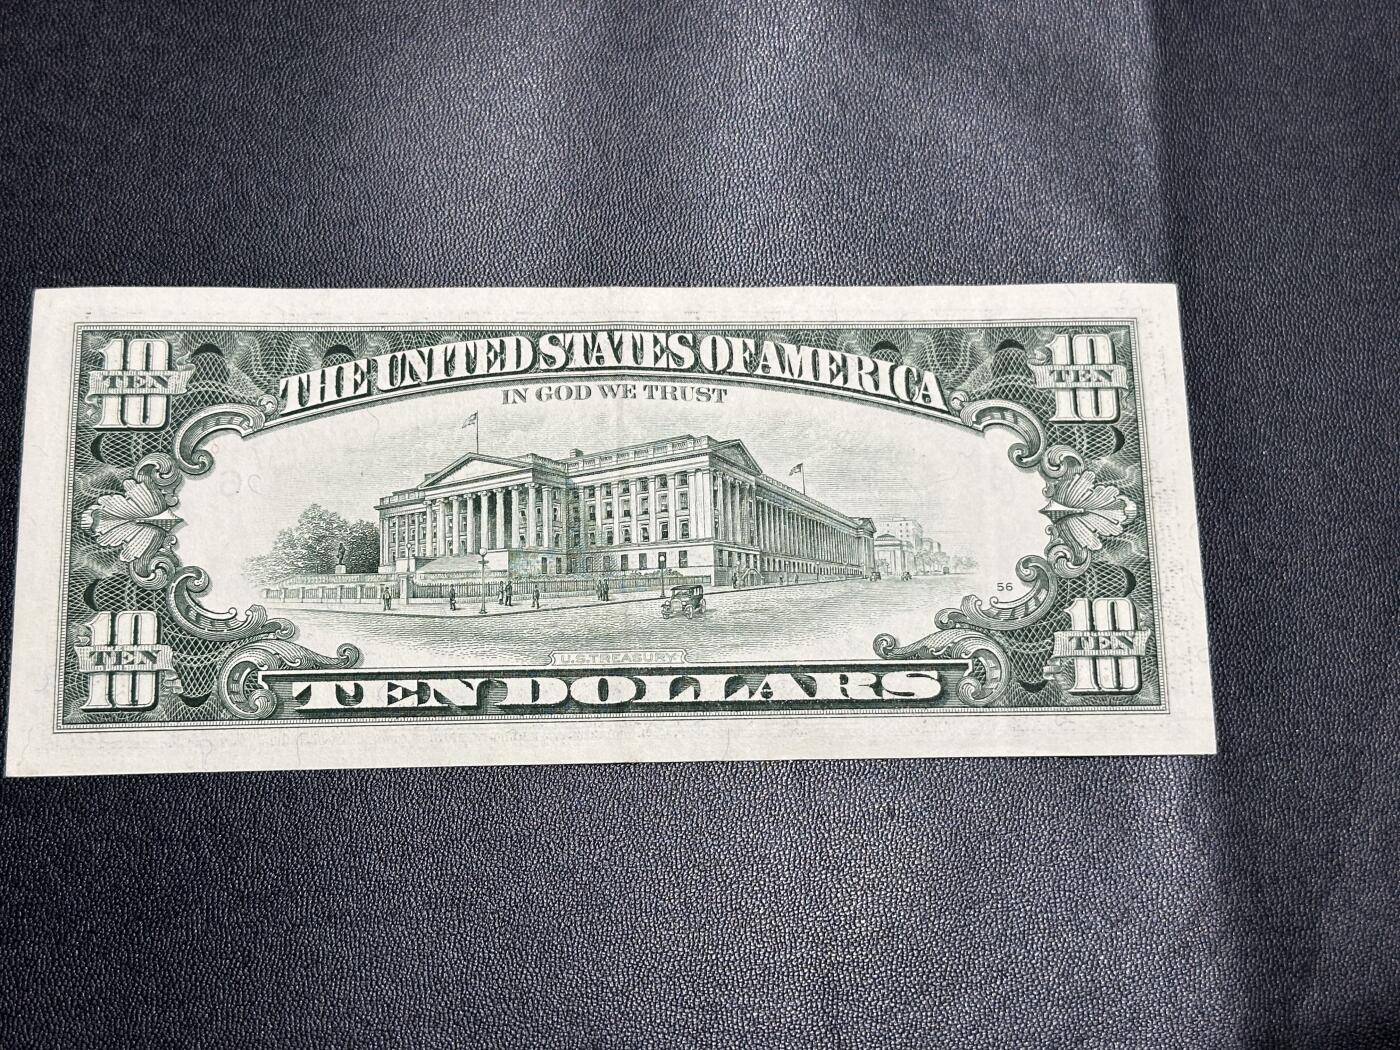 10 TEN 10
THE UNITED STATES OF AMERICA
10 TEN 10
IN GOD WE TRUST
56
U.S. TREASURY
10 TEN 10
TEN DOLLARS
10 TEN 10